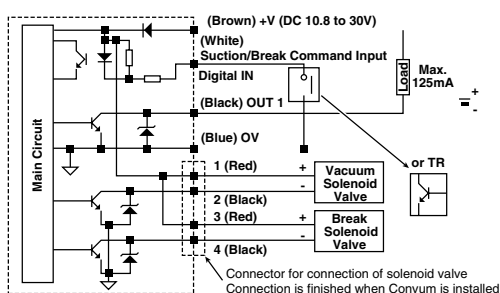 (Brown) +V (DC 10.8 to 30V)
(White)
Suction/Break Command Input
Digital IN
Load
Max.
125mA
+
-
(Black) OUT 1
Main Circuit
(Blue) OV
or TR
1 (Red)
+
Vacuum
Solenoid
Valve
-
2 (Black)
3 (Red)
+
Break
Solenoid
Valve
-
4 (Black)
Connector for connection of solenoid valve
Connection is finished when Convum is installed